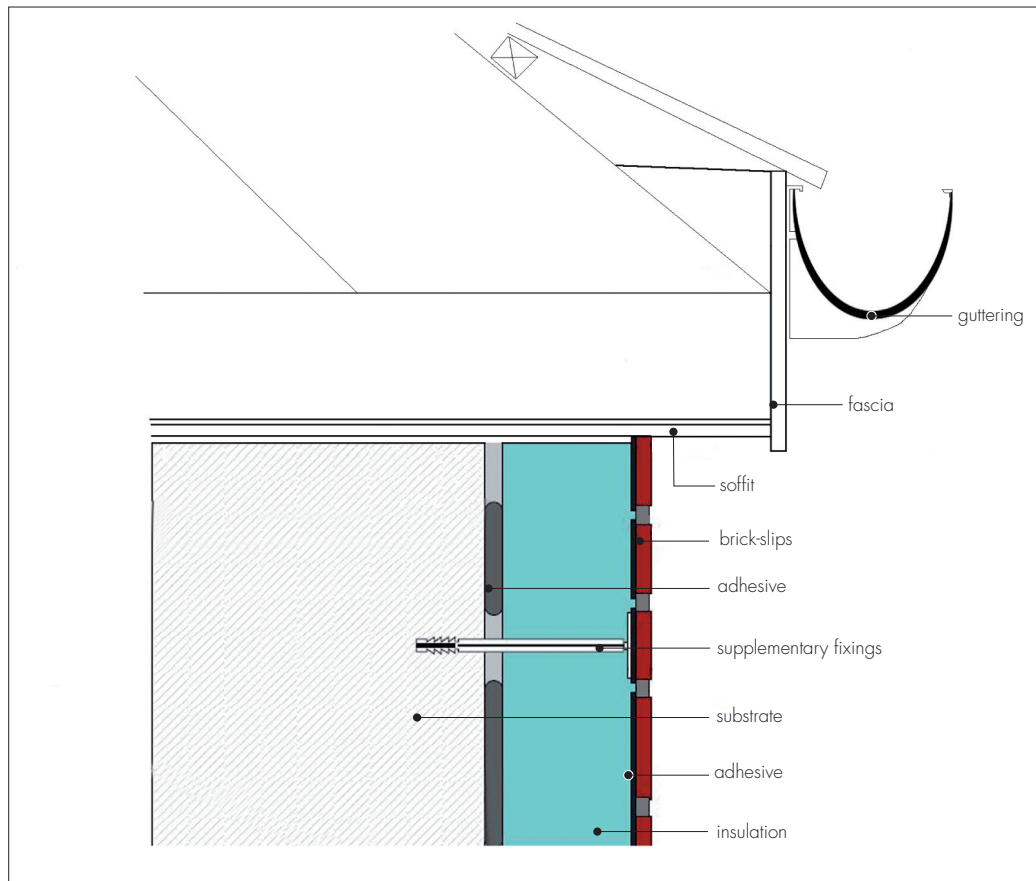 guttering
fascia
soffit
brick-slips
adhesive
supplementary fixings
substrate
adhesive
insulation